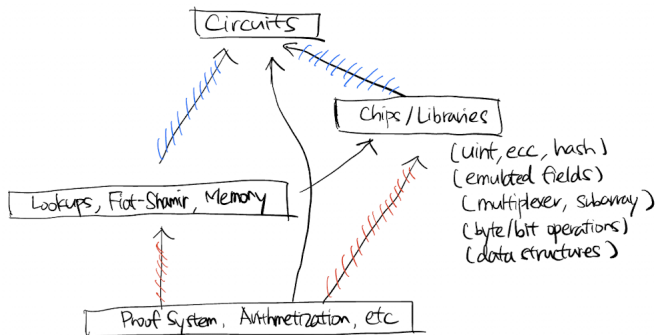 Circuits
Chips/Libraries
(uint, ecc, hash)
(emulated fields)
(multiplexer, subarray)
(byte/bit operations)
(data structures)
Lookups, Fiat-Shamir, Memory
Proof System, Arithmetization, etc